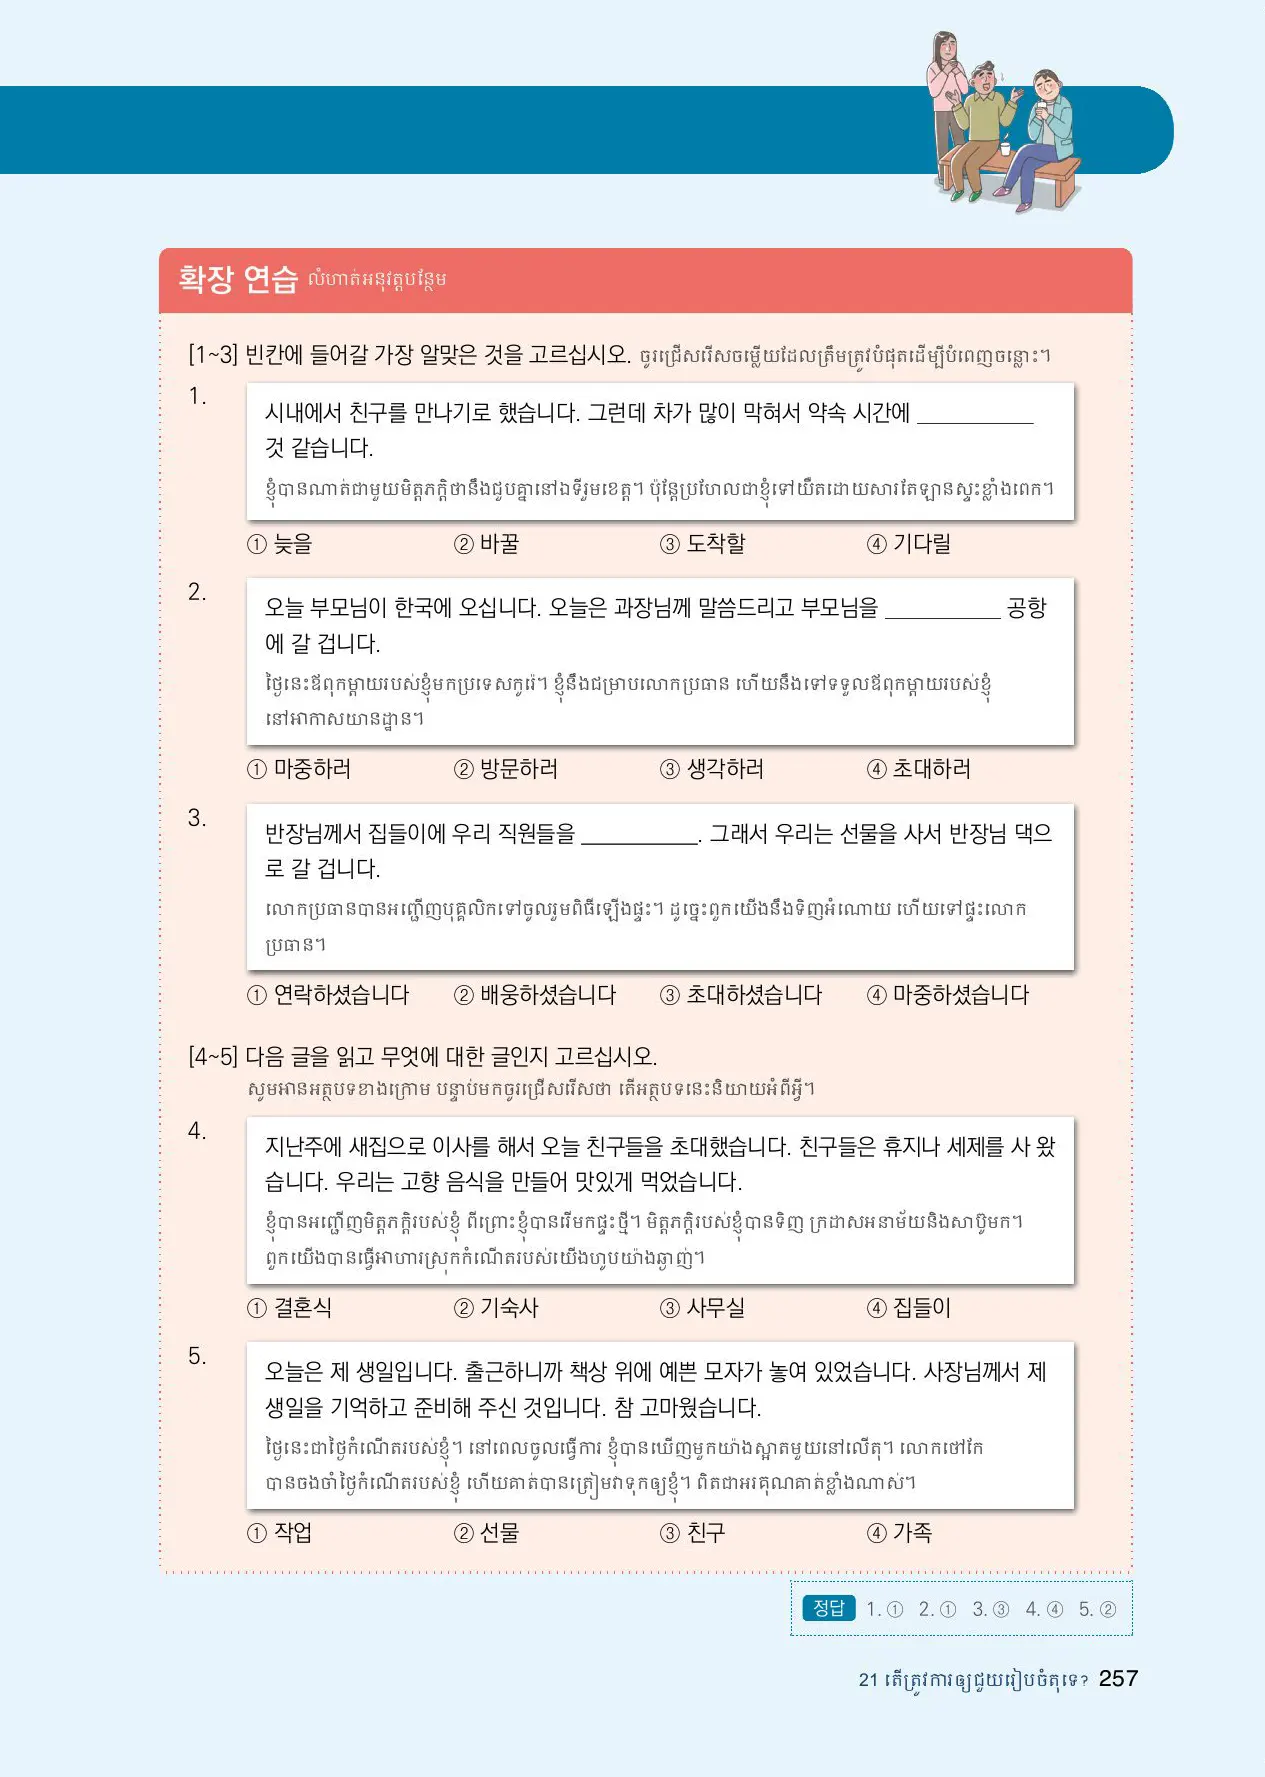 확장 연습 លំហាត់អនុវត្តបន្ថែម
[1~3] 빈칸에 들어갈 가장 알맞은 것을 고르십시오. ចូរជ្រើសរើសចម្លើយដែលត្រឹមត្រូវបំផុតដើម្បីបំពេញចន្លោះ។
1.
시내에서 친구를 만나기로 했습니다. 그런데 차가 많이 막혀서 약속 시간에 __________
것 같습니다.
ខ្ញុំបានណាត់ជាមួយមិត្តភក្តិថានឹងជួបគ្នានៅឯទីរួមខេត្ត។ ប៉ុន្តែប្រហែលជាខ្ញុំទៅយឺតដោយសារតែឡានស្ទះខ្លាំងពេក។
① 늦을 ② 바꿀 ③ 도착할 ④ 기다릴
2.
오늘 부모님이 한국에 오십니다. 오늘은 과장님께 말씀드리고 부모님을 __________ 공항
에 갈 겁니다.
ថ្ងៃនេះឪពុកម្តាយរបស់ខ្ញុំមកប្រទេសកូរ៉េ។ ខ្ញុំនឹងជម្រាបលោកប្រធាន ហើយនឹងទៅទទួលឪពុកម្តាយរបស់ខ្ញុំ
នៅអាកាសយានដ្ឋាន។
① 마중하러 ② 방문하러 ③ 생각하러 ④ 초대하러
3.
반장님께서 집들이에 우리 직원들을 __________. 그래서 우리는 선물을 사서 반장님 댁으
로 갈 겁니다.
លោកប្រធានបានអញ្ជើញបុគ្គលិកទៅចូលរួមពិធីឡើងផ្ទះ។ ដូច្នេះពួកយើងនឹងទិញអំណោយ ហើយទៅផ្ទះលោក
ប្រធាន។
① 연락하셨습니다 ② 배웅하셨습니다 ③ 초대하셨습니다 ④ 마중하셨습니다
[4~5] 다음 글을 읽고 무엇에 대한 글인지 고르십시오.
សូមអានអត្ថបទខាងក្រោម បន្ទាប់មកចូរជ្រើសរើសថា តើអត្ថបទនេះនិយាយអំពីអ្វី។
4.
지난주에 새집으로 이사를 해서 오늘 친구들을 초대했습니다. 친구들은 휴지나 세제를 사 왔
습니다. 우리는 고향 음식을 만들어 맛있게 먹었습니다.
ខ្ញុំបានអញ្ជើញមិត្តភក្តិរបស់ខ្ញុំ ពីព្រោះខ្ញុំបានរើមកផ្ទះថ្មី។ មិត្តភក្តិរបស់ខ្ញុំបានទិញ ក្រដាសអនាម័យនិងសាប៊ូមក។
ពួកយើងបានធ្វើអាហារស្រុកកំណើតរបស់យើងហូបយ៉ាងឆ្ងាញ់។
① 결혼식 ② 기숙사 ③ 사무실 ④ 집들이
5.
오늘은 제 생일입니다. 출근하니까 책상 위에 예쁜 모자가 놓여 있었습니다. 사장님께서 제
생일을 기억하고 준비해 주신 것입니다. 참 고마웠습니다.
ថ្ងៃនេះជាថ្ងៃកំណើតរបស់ខ្ញុំ។ នៅពេលចូលធ្វើការ ខ្ញុំបានឃើញមួកយ៉ាងស្អាតមួយនៅលើតុ។ លោកថៅកែ
បានចងចាំថ្ងៃកំណើតរបស់ខ្ញុំ ហើយគាត់បានត្រៀមវាទុកឲ្យខ្ញុំ។ ពិតជាអរគុណគាត់ខ្លាំងណាស់។
① 작업 ② 선물 ③ 친구 ④ 가족
정답 1. ① 2. ① 3. ③ 4. ④ 5. ②
21 តើត្រូវការឲ្យជួយរៀបចំតុទេ? 257